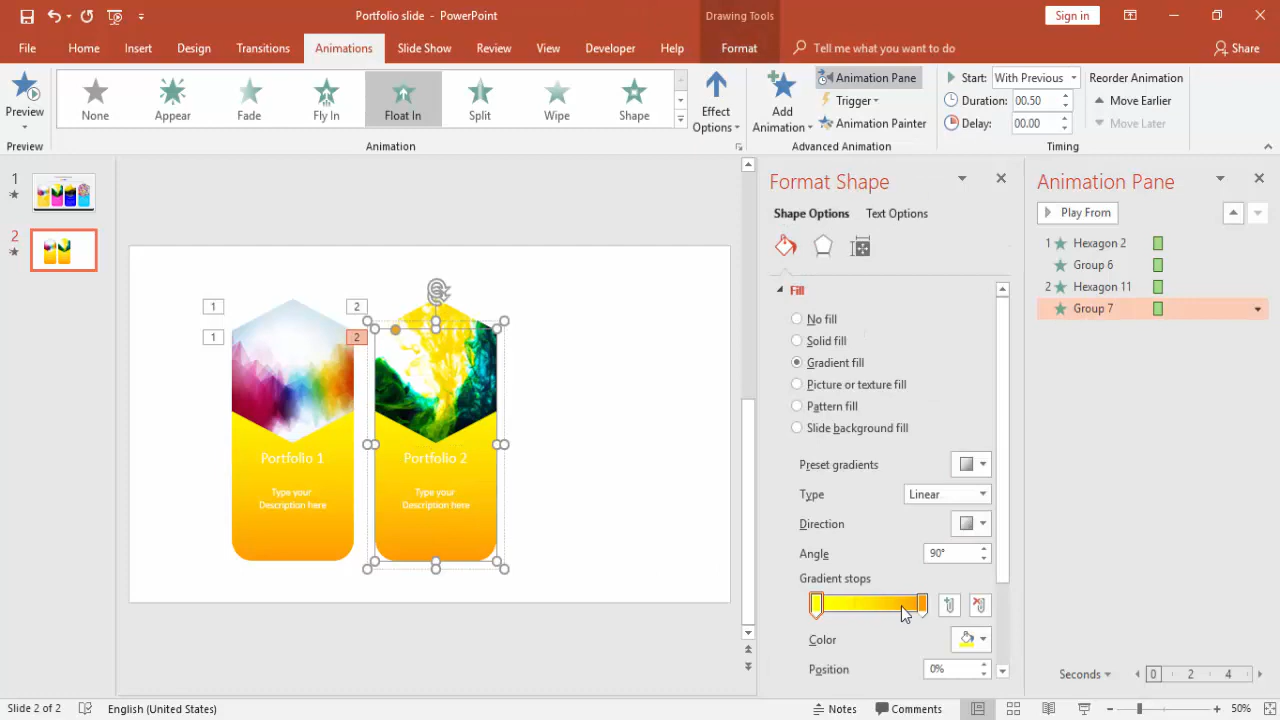 Portfolio slide - PowerPoint
Drawing Tools
Sign in
File
Home
Insert
Design
Transitions
Animations
Slide Show
Review
View
Developer
Help
Format
Tell me what you want to do
Share
Preview
None
Appear
Fade
Fly In
Float In
Split
Wipe
Shape
Effect
Options
Add
Animation
Animation Pane
Trigger
Animation Painter
Start: With Previous
Duration: 00.50
Delay: 00.00
Reorder Animation
Move Earlier
Move Later
Preview
Animation
Advanced Animation
Timing
1
2
1
1
2
2
Portfolio 1
Type your
Description here
Portfolio 2
Type your
Description here
Format Shape
Shape Options
Text Options
Fill
No fill
Solid fill
Gradient fill
Picture or texture fill
Pattern fill
Slide background fill
Preset gradients
Type
Linear
Direction
Angle
90°
Gradient stops
Color
Position
0%
Animation Pane
Play From
1 Hexagon 2
Group 6
2 Hexagon 11
Group 7
Seconds
0 2 4
Slide 2 of 2
English (United States)
Notes
Comments
50%